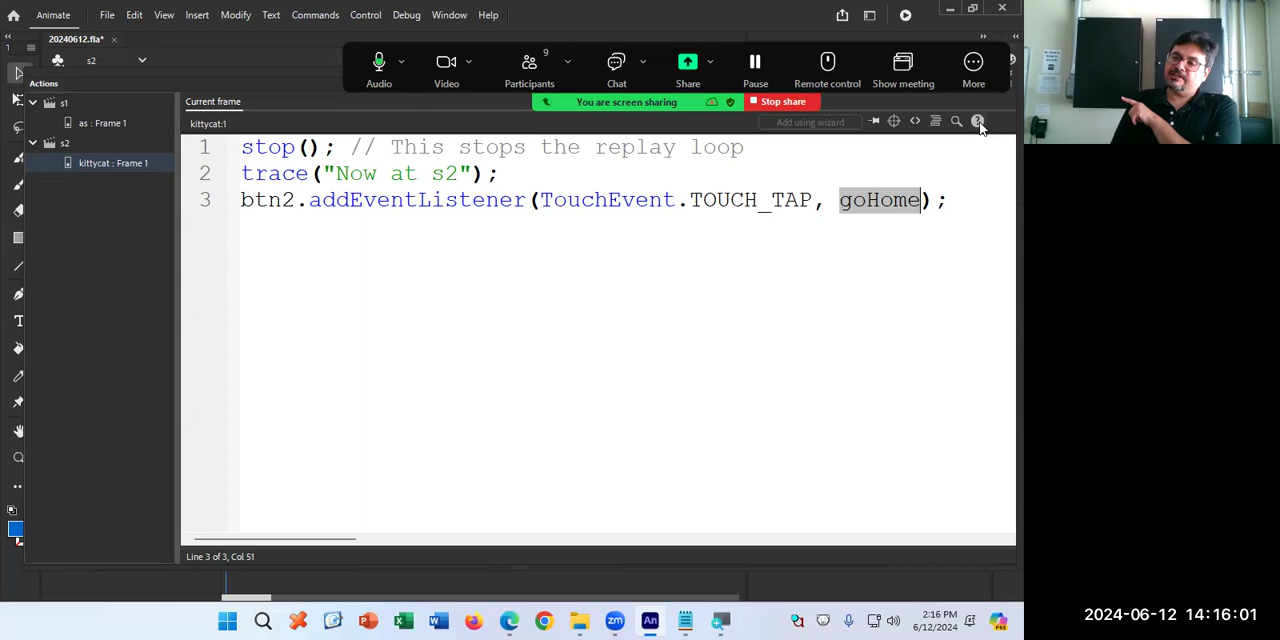 Animate File Edit View Insert Modify Text Commands Control Debug Window Help
20240612.fla* ×
s2
Actions
s1
as : Frame 1
s2
kittycat : Frame 1
9
Audio Video Participants Chat Share Pause Remote control Show meeting More
You are screen sharing Stop share
Current frame
kittycat:1
Add using wizard
1 stop(); // This stops the replay loop
2 trace("Now at s2");
3 btn2.addEventListener(TouchEvent.TOUCH_TAP, goHome);
Line 3 of 3, Col 51
zm An
2:16 PM
6/12/2024
PRE
2024-06-12 14:16:01